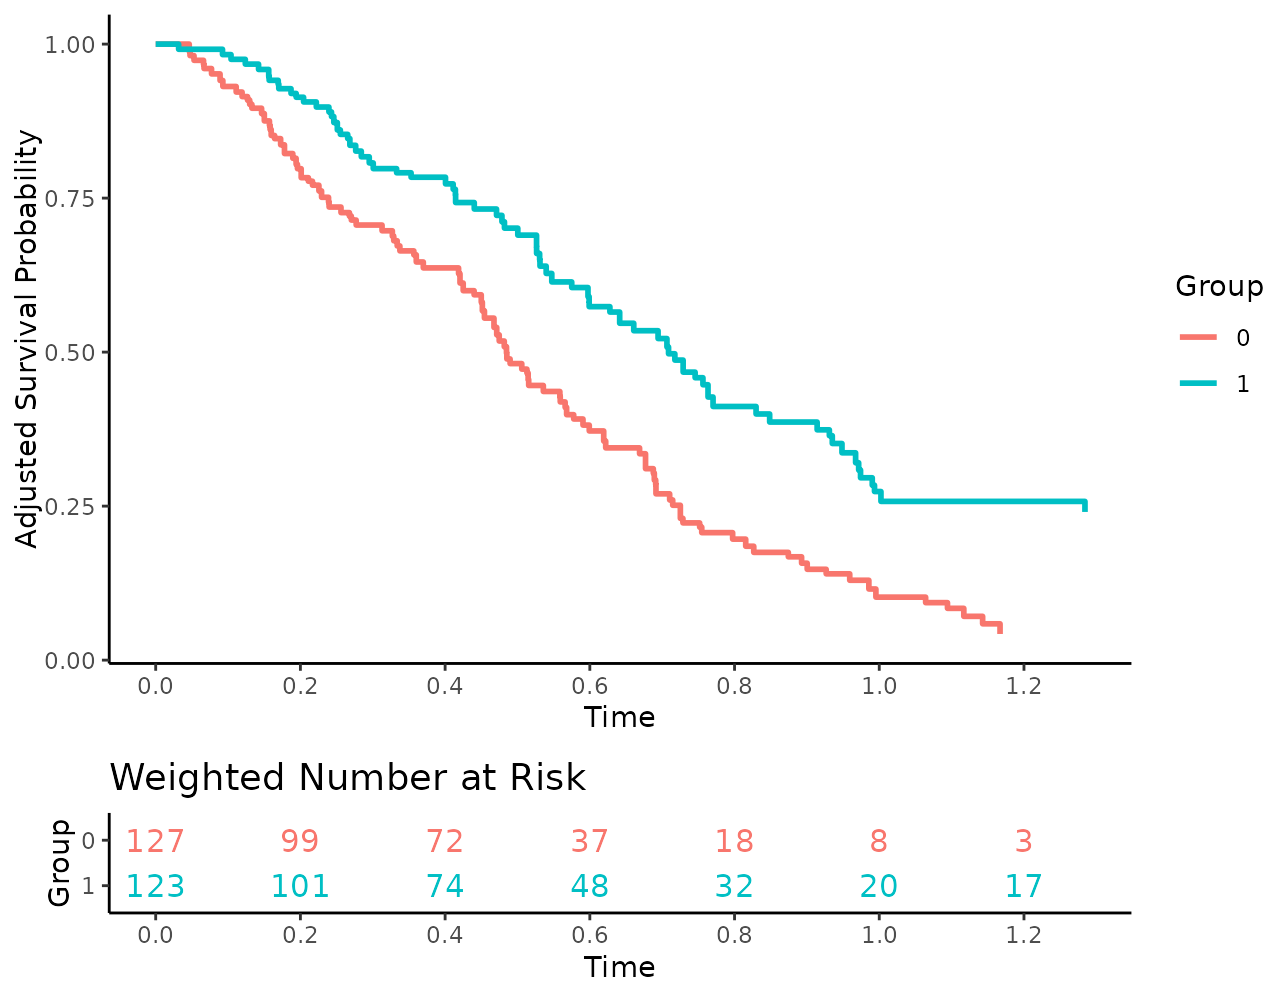 1.00
0.75
0.50
0.25
0.00
Adjusted Survival Probability
0.0 0.2 0.4 0.6 0.8 1.0 1.2
Time
Group
0
1
Weighted Number at Risk
Group
0 127 99 72 37 18 8 3
1 123 101 74 48 32 20 17
0.0 0.2 0.4 0.6 0.8 1.0 1.2
Time